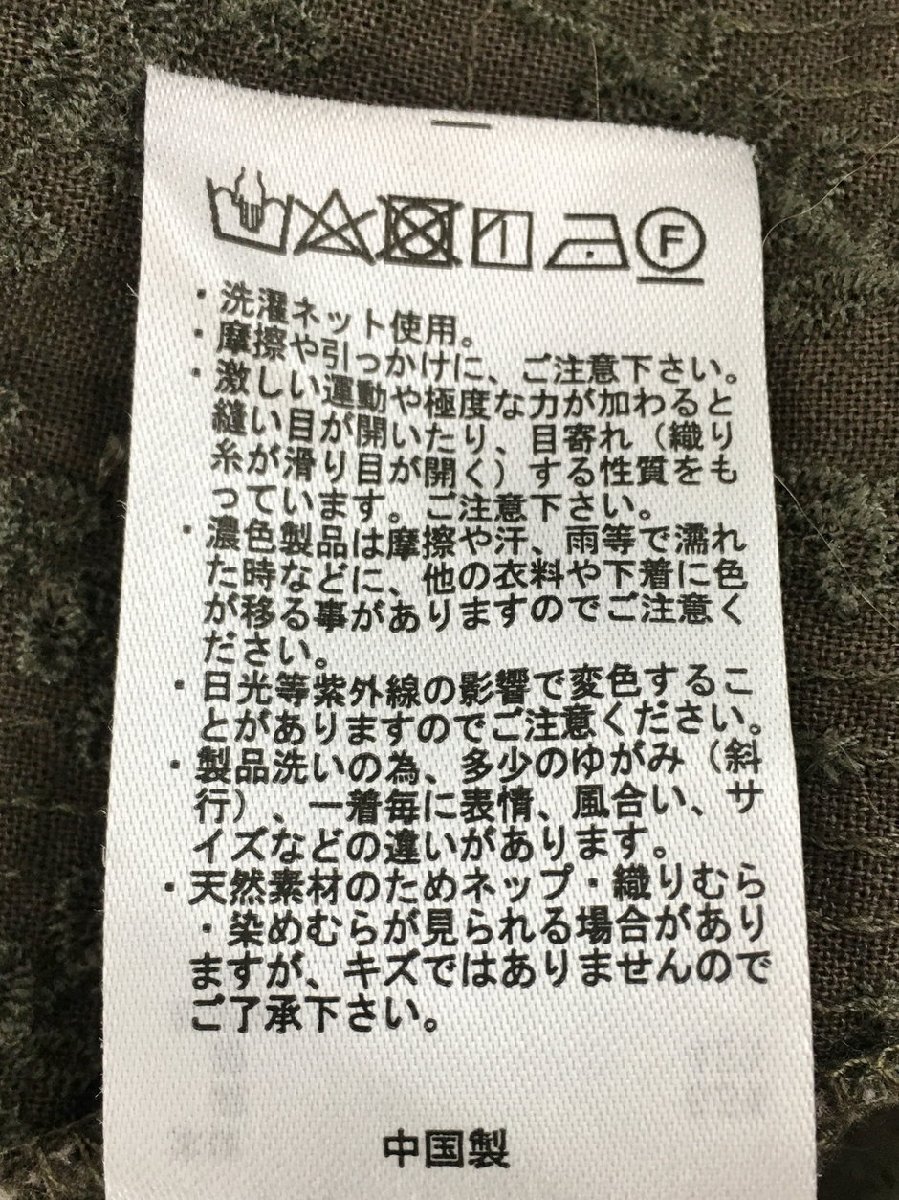 F
・洗濯ネット使用。
・摩擦や引っかけに、ご注意下さい。
・激しい運動や極度な力が加わると
縫い目が開いたり、目寄れ（織り
糸が滑り目が開く）する性質をも
っています。ご注意下さい。
・濃色製品は摩擦や汗、雨等で濡れ
た時などに、他の衣料や下着に色
が移る事がありますのでご注意く
ださい。
・日光等紫外線の影響で変色するこ
とがありますのでご注意ください。
・製品洗いの為、多少のゆがみ（斜
行）、一着毎に表情、風合い、サ
イズなどの違いがあります。
・天然素材のためネップ・織りむら
・染めむらが見られる場合があり
ますが、キズではありませんので
ご了承下さい。
中国製